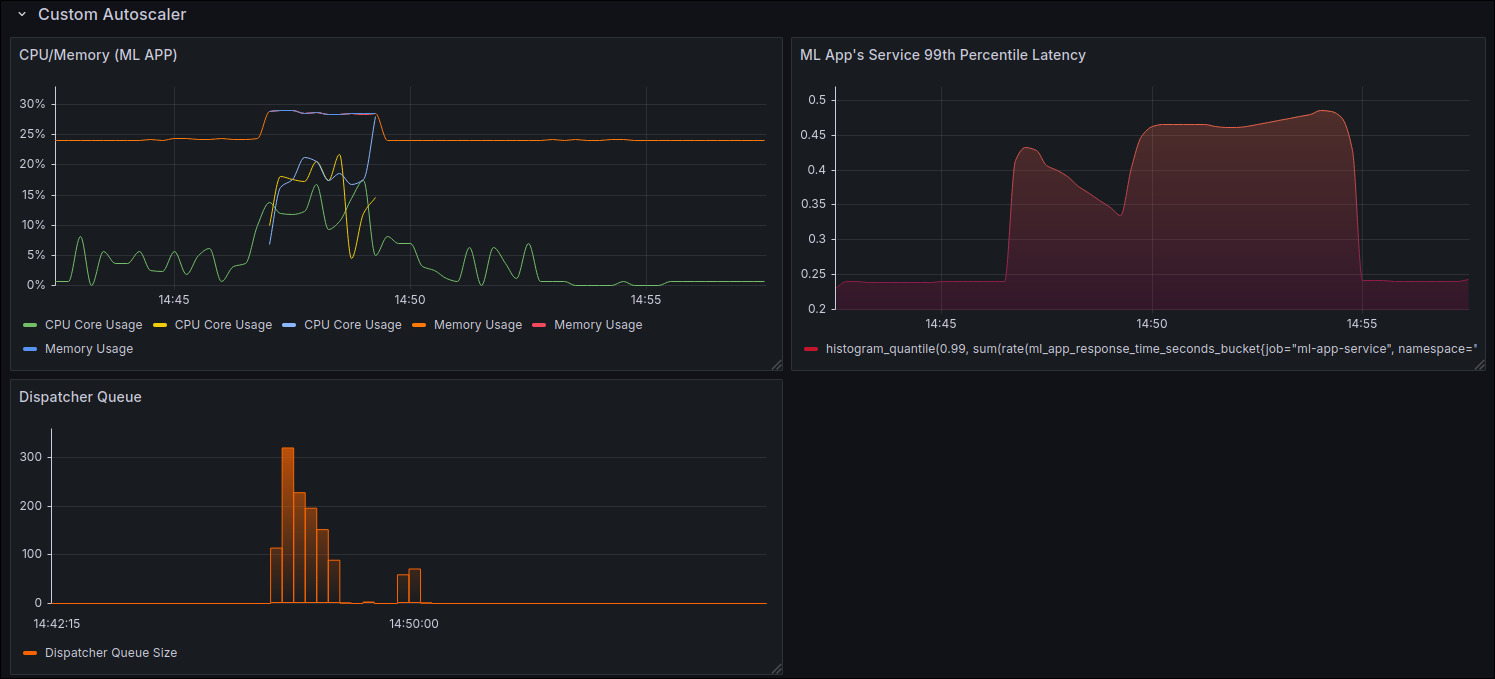 Custom Autoscaler
CPU/Memory (ML APP)
30%
25%
20%
15%
10%
5%
0%
14:45 14:50 14:55
CPU Core Usage CPU Core Usage CPU Core Usage Memory Usage Memory Usage
Memory Usage
ML App's Service 99th Percentile Latency
0.5
0.45
0.4
0.35
0.3
0.25
0.2
14:45 14:50 14:55
histogram_quantile(0.99, sum(rate(ml_app_response_time_seconds_bucket{job="ml-app-service", namespace="
Dispatcher Queue
300
200
100
0
14:42:15 14:50:00
Dispatcher Queue Size